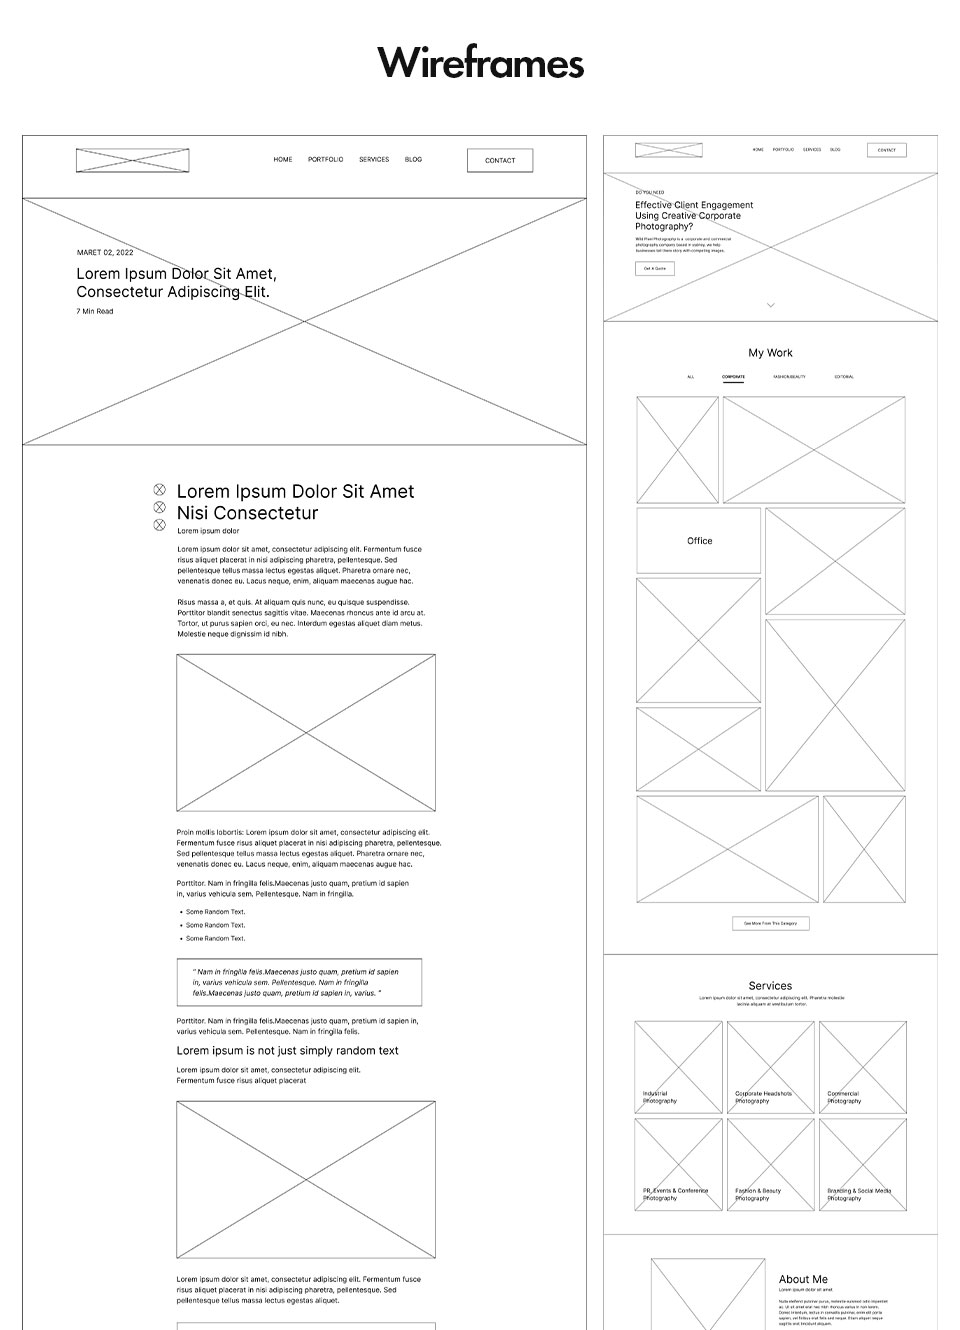 Wireframes
HOME PORTFOLIO SERVICES BLOG CONTACT
MARET 02, 2022
Lorem Ipsum Dolor Sit Amet,
Consectetur Adipiscing Elit.
7 Min Read
Lorem Ipsum Dolor Sit Amet
Nisi Consectetur
Lorem ipsum dolor
Lorem ipsum dolor sit amet, consectetur adipiscing elit. Fermentum fusce
risus aliquet placerat in nisi adipiscing pharetra, pellentesque. Sed
pellentesque tellus massa lectus egestas aliquet. Pharetra ornare nec,
venenatis donec eu. Lacus neque, enim, aliquam maecenas augue hac.
Risus massa a, et quis. At aliquam quis nunc, eu quisque suspendisse.
Porttitor blandit senectus sagittis vitae. Maecenas rhoncus ante id arcu at.
Tortor, ut purus sapien orci, eu nec. Interdum egestas aliquet diam metus.
Molestie neque dignissim id nibh.
Proin mollis lobortis: Lorem ipsum dolor sit amet, consectetur adipiscing elit.
Fermentum fusce risus aliquet placerat in nisi adipiscing pharetra, pellentesque.
Sed pellentesque tellus massa lectus egestas aliquet. Pharetra ornare nec,
venenatis donec eu. Lacus neque, enim, aliquam maecenas augue hac.
Porttitor. Nam in fringilla felis.Maecenas justo quam, pretium id sapien
in, varius vehicula sem. Pellentesque. Nam in fringilla.
• Some Random Text.
• Some Random Text.
• Some Random Text.
" Nam in fringilla felis.Maecenas justo quam, pretium id sapien
in, varius vehicula sem. Pellentesque. Nam in fringilla
felis.Maecenas justo quam, pretium id sapien in, varius. "
Porttitor. Nam in fringilla felis.Maecenas justo quam, pretium id sapien in,
varius vehicula sem. Pellentesque. Nam in fringilla felis.
Lorem ipsum is not just simply random text
Lorem ipsum dolor sit amet, consectetur adipiscing elit.
Fermentum fusce risus aliquet placerat
Lorem ipsum dolor sit amet, consectetur adipiscing elit. Fermentum fusce
risus aliquet placerat in nisi adipiscing pharetra, pellentesque. Sed
pellentesque tellus massa lectus egestas aliquet.
HOME PORTFOLIO SERVICES BLOG CONTACT
DO YOU NEED
Effective Client Engagement
Using Creative Corporate
Photography?
photography company based in sydney, we help
businesses tell there story with compering images.
Get A Quote
My Work
ALL CORPORATE FASHION/BEAUTY EDITORIAL
Office
See More From This Category
Services
Lorem ipsum dolor sit amet, consectetur adipiscing elit. Pharetra molestie
lacinia aliquam at vestibulum tortor.
Industrial
Photography
Corporate Headshots
Photography
Commercial
Photography
PR, Events & Conference
Photography
Fashion & Beauty
Photography
Branding & Social Media
Photography
About Me
Lorem ipsum dolor sit amet